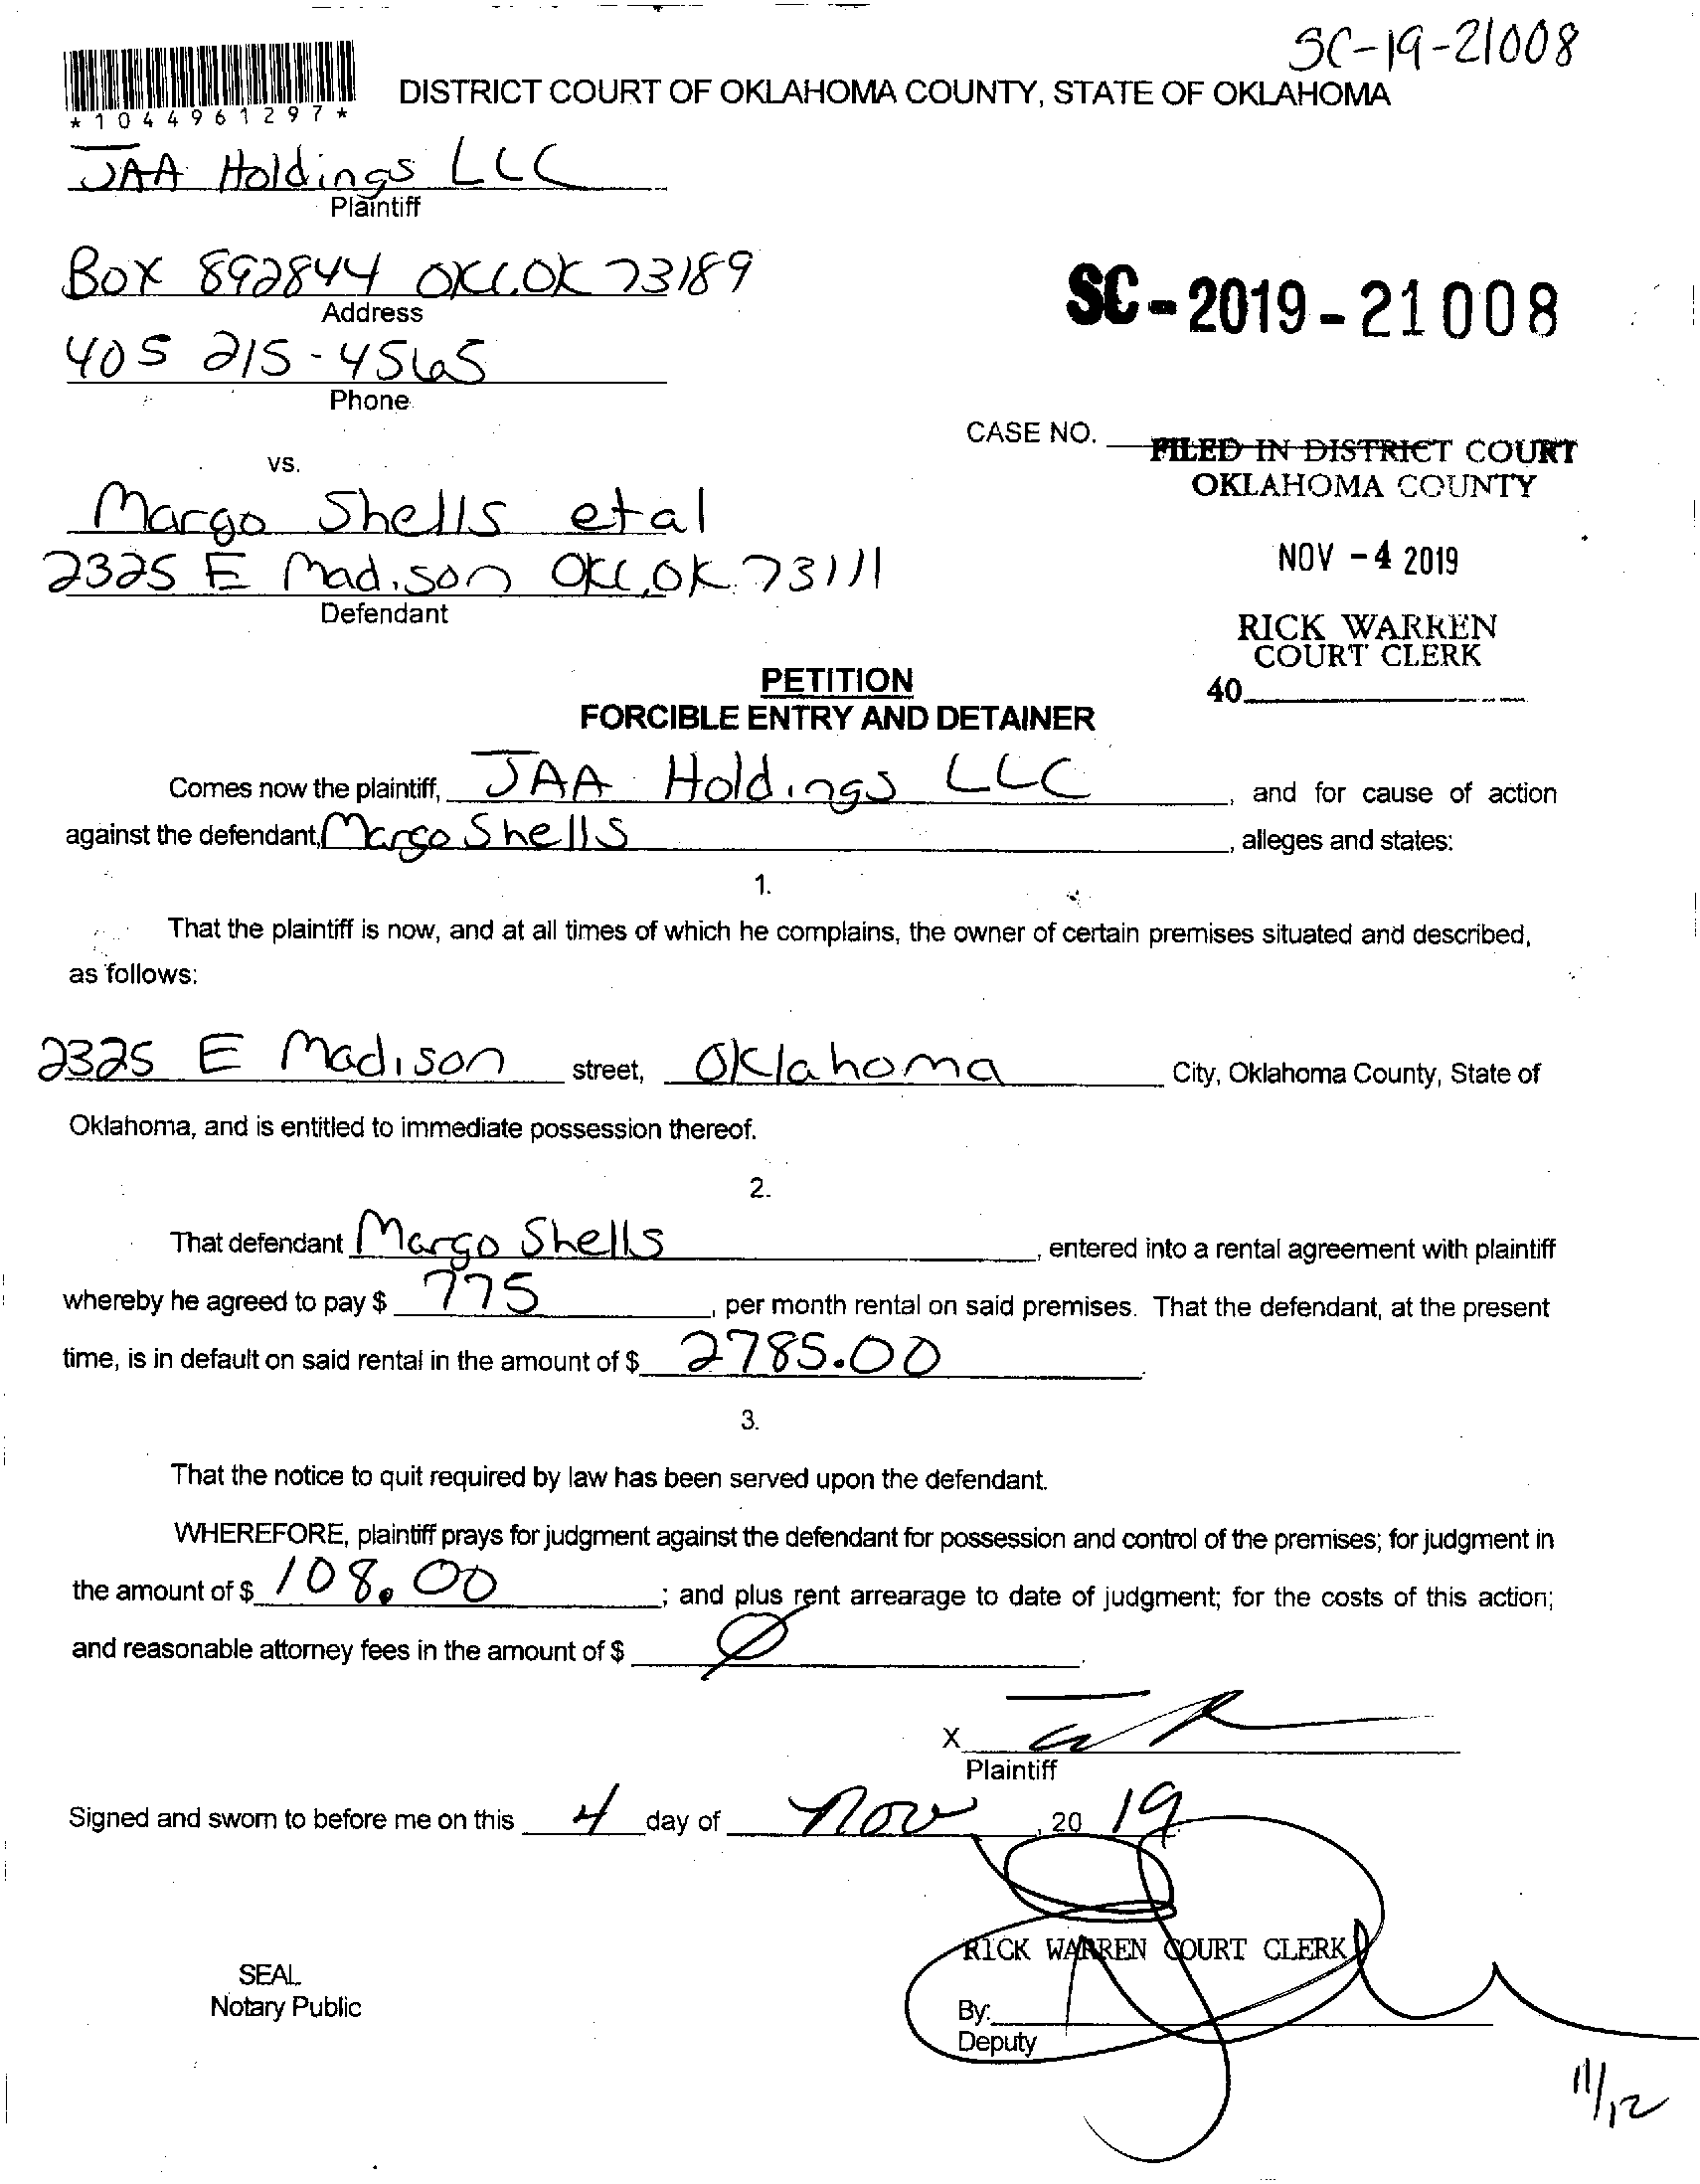 SC-19-21008
*1044961297*
DISTRICT COURT OF OKLAHOMA COUNTY, STATE OF OKLAHOMA
JAA Holdings LLC
Plaintiff
Box 892844 OKC,OK 73189
Address
SC-2019-21008
405 215-4565
Phone
CASE NO.
FILED IN DISTRICT COURT
OKLAHOMA COUNTY
vs.
Margo Shells et al
2325 E Madison OKC,OK 73111
Defendant
NOV -4 2019
RICK WARREN
COURT CLERK
40
PETITION
FORCIBLE ENTRY AND DETAINER
Comes now the plaintiff, JAA Holdings LLC, and for cause of action
against the defendant, Margo Shells, alleges and states:
1.
That the plaintiff is now, and at all times of which he complains, the owner of certain premises situated and described,
as follows:
2325 E Madison street, Oklahoma City, Oklahoma County, State of
Oklahoma, and is entitled to immediate possession thereof.
2.
That defendant Margo Shells, entered into a rental agreement with plaintiff
whereby he agreed to pay $ 775, per month rental on said premises. That the defendant, at the present
time, is in default on said rental in the amount of $ 2785.00.
3.
That the notice to quit required by law has been served upon the defendant.
WHEREFORE, plaintiff prays for judgment against the defendant for possession and control of the premises; for judgment in
the amount of $ 108.00; and plus rent arrearage to date of judgment; for the costs of this action;
and reasonable attorney fees in the amount of $ Ø.
X
Plaintiff
Signed and sworn to before me on this 4 day of Nov, 20 19.
RICK WARREN COURT CLERK
SEAL
Notary Public
By:
Deputy
11/12